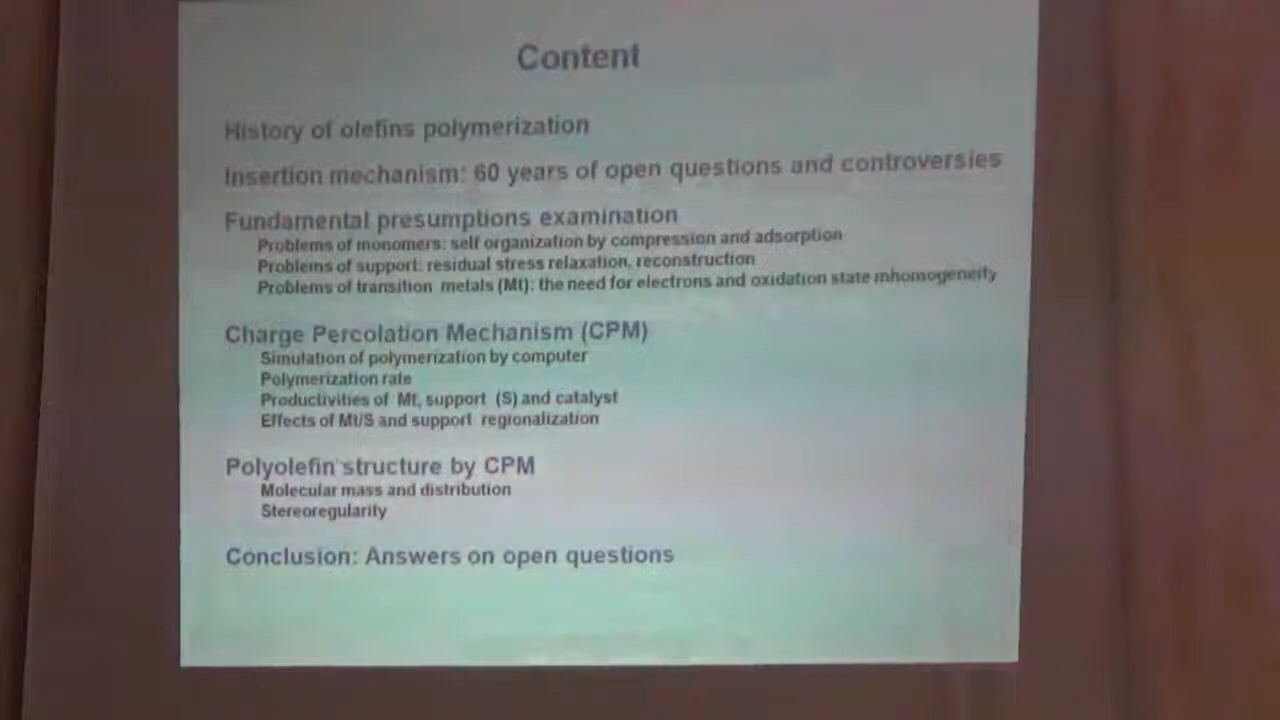 Content
History of olefins polymerization
Insertion mechanism: 60 years of open questions and controversies
Fundamental presumptions examination
Problems of monomers: self organization by compression and adsorption
Problems of support: residual stress relaxation, reconstruction
Problems of transition metals (Mt): the need for electrons and oxidation state inhomogeneity
Charge Percolation Mechanism (CPM)
Simulation of polymerization by computer
Polymerization rate
Productivities of Mt, support (S) and catalyst
Effects of Mt/S and support regionalization
Polyolefin structure by CPM
Molecular mass and distribution
Stereoregularity
Conclusion: Answers on open questions